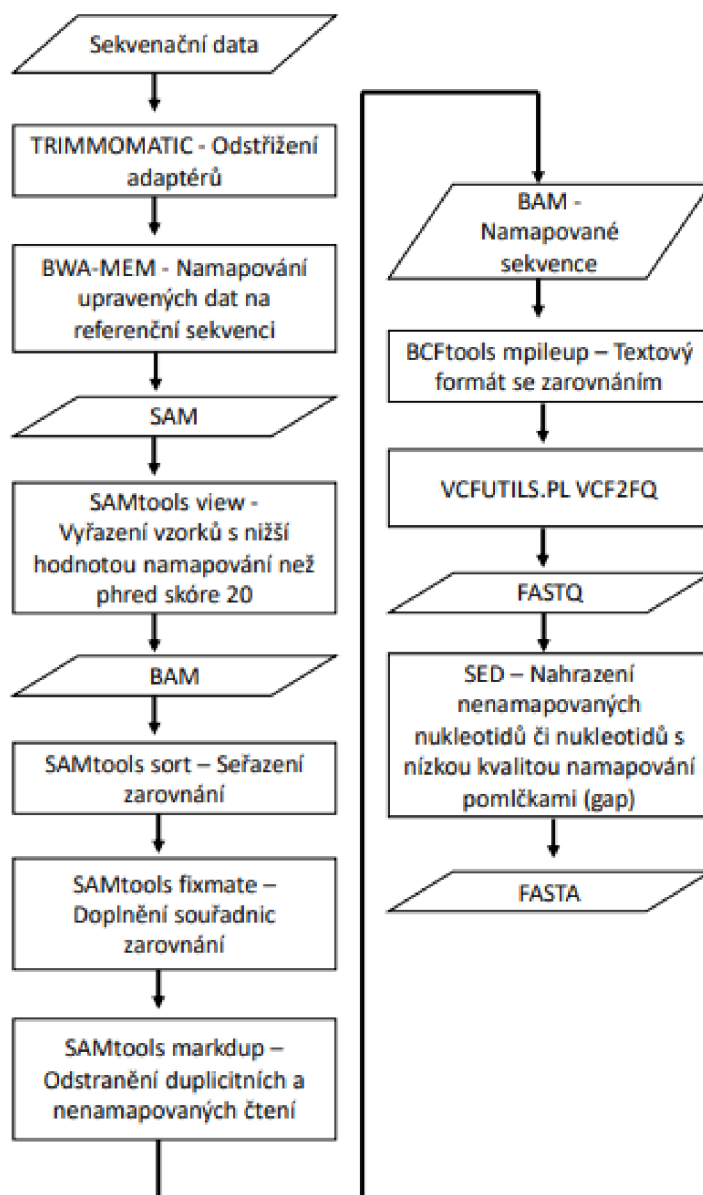 Sekvenační data
TRIMMOMATIC - Odstřižení
adaptérů
BWA-MEM - Namapování
upravených dat na
referenční sekvenci
SAM
SAMtools view -
Vyřazení vzorků s nižší
hodnotou namapování než
phred skóre 20
BAM
SAMtools sort – Seřazení
zarovnání
SAMtools fixmate –
Doplnění souřadnic
zarovnání
SAMtools markdup –
Odstranění duplicitních a
nenamapovaných čtení
BAM -
Namapované
sekvence
BCFtools mpileup – Textový
formát se zarovnáním
VCFUTILS.PL VCF2FQ
FASTQ
SED – Nahrazení
nenamapovaných
nukleotidů či nukleotidů s
nízkou kvalitou namapování
pomlčkami (gap)
FASTA